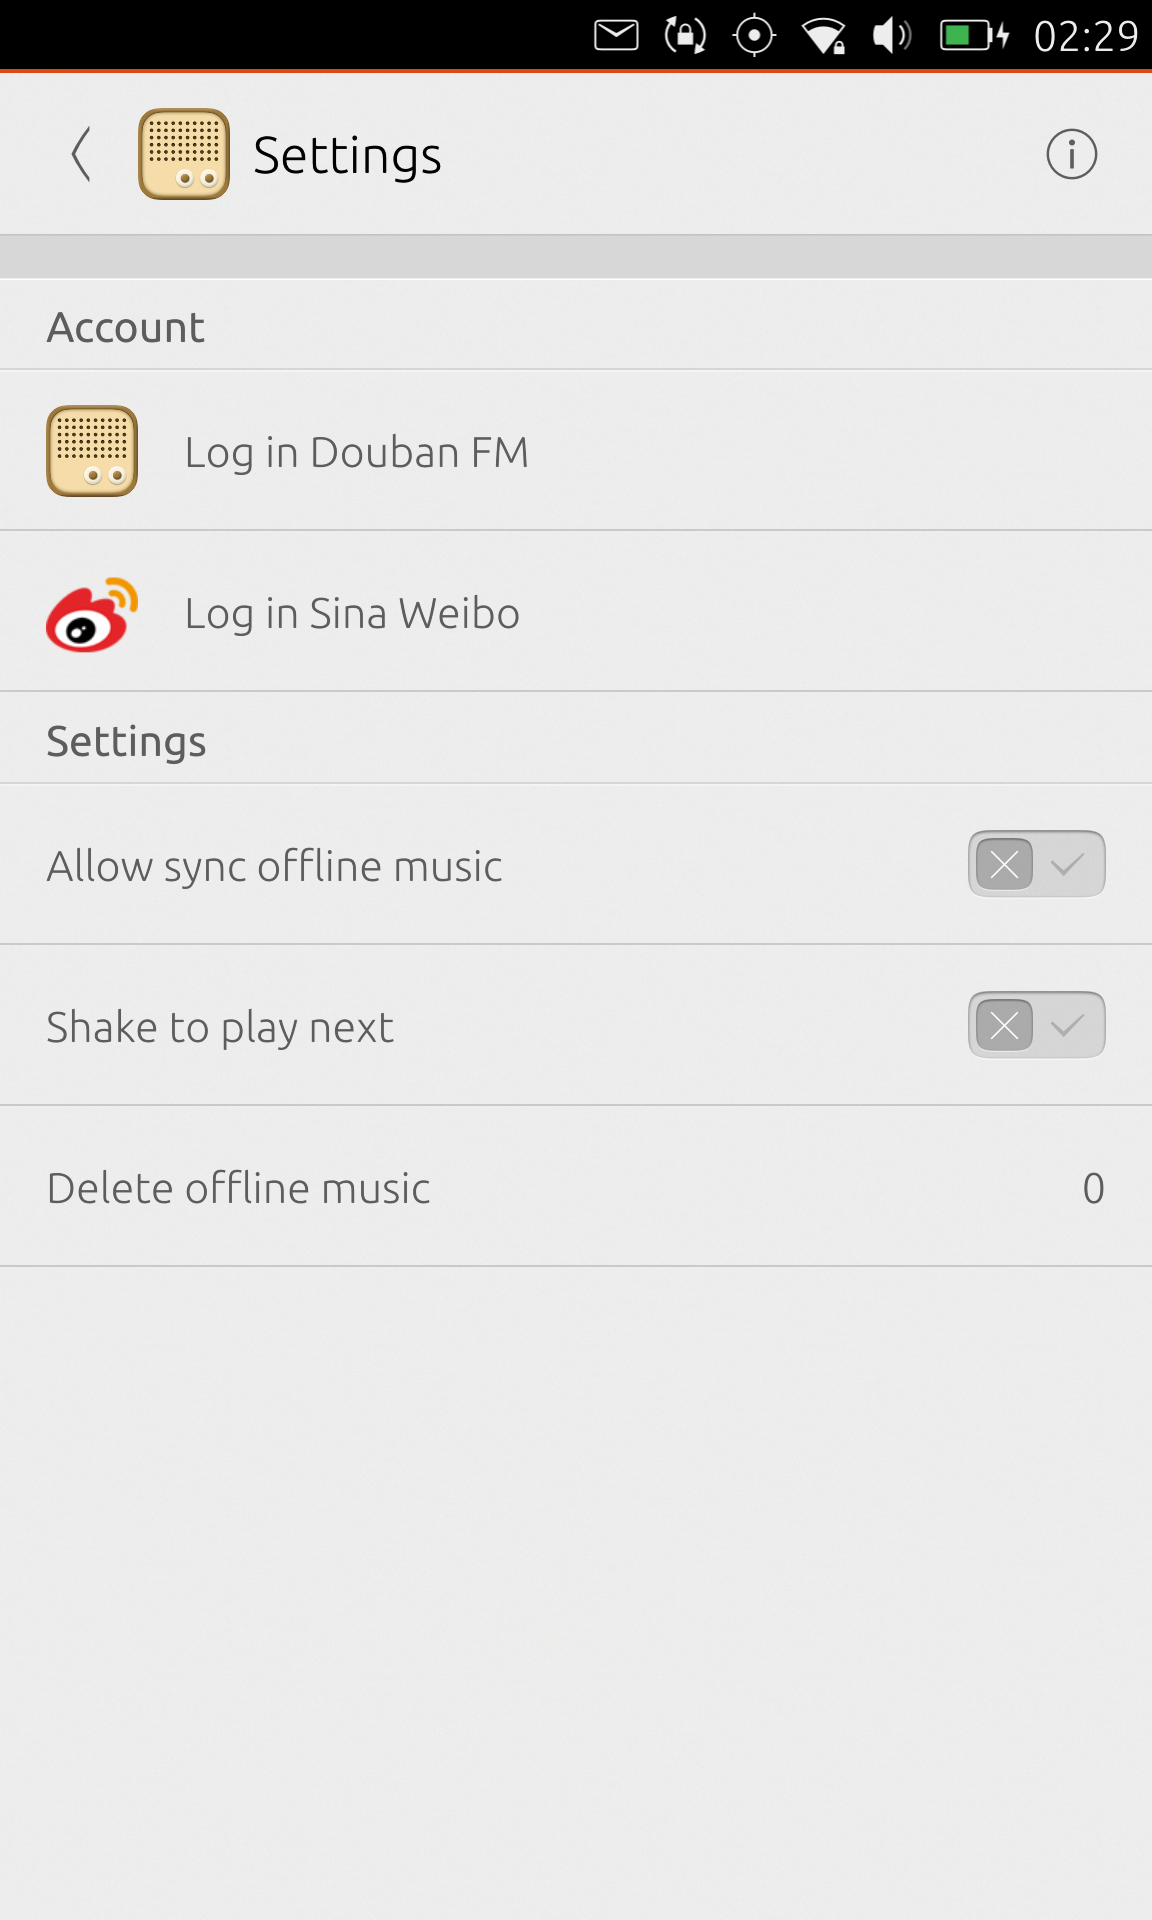 02:29
Settings
Account
Log in Douban FM
Log in Sina Weibo
Settings
Allow sync offline music
Shake to play next
Delete offline music 0